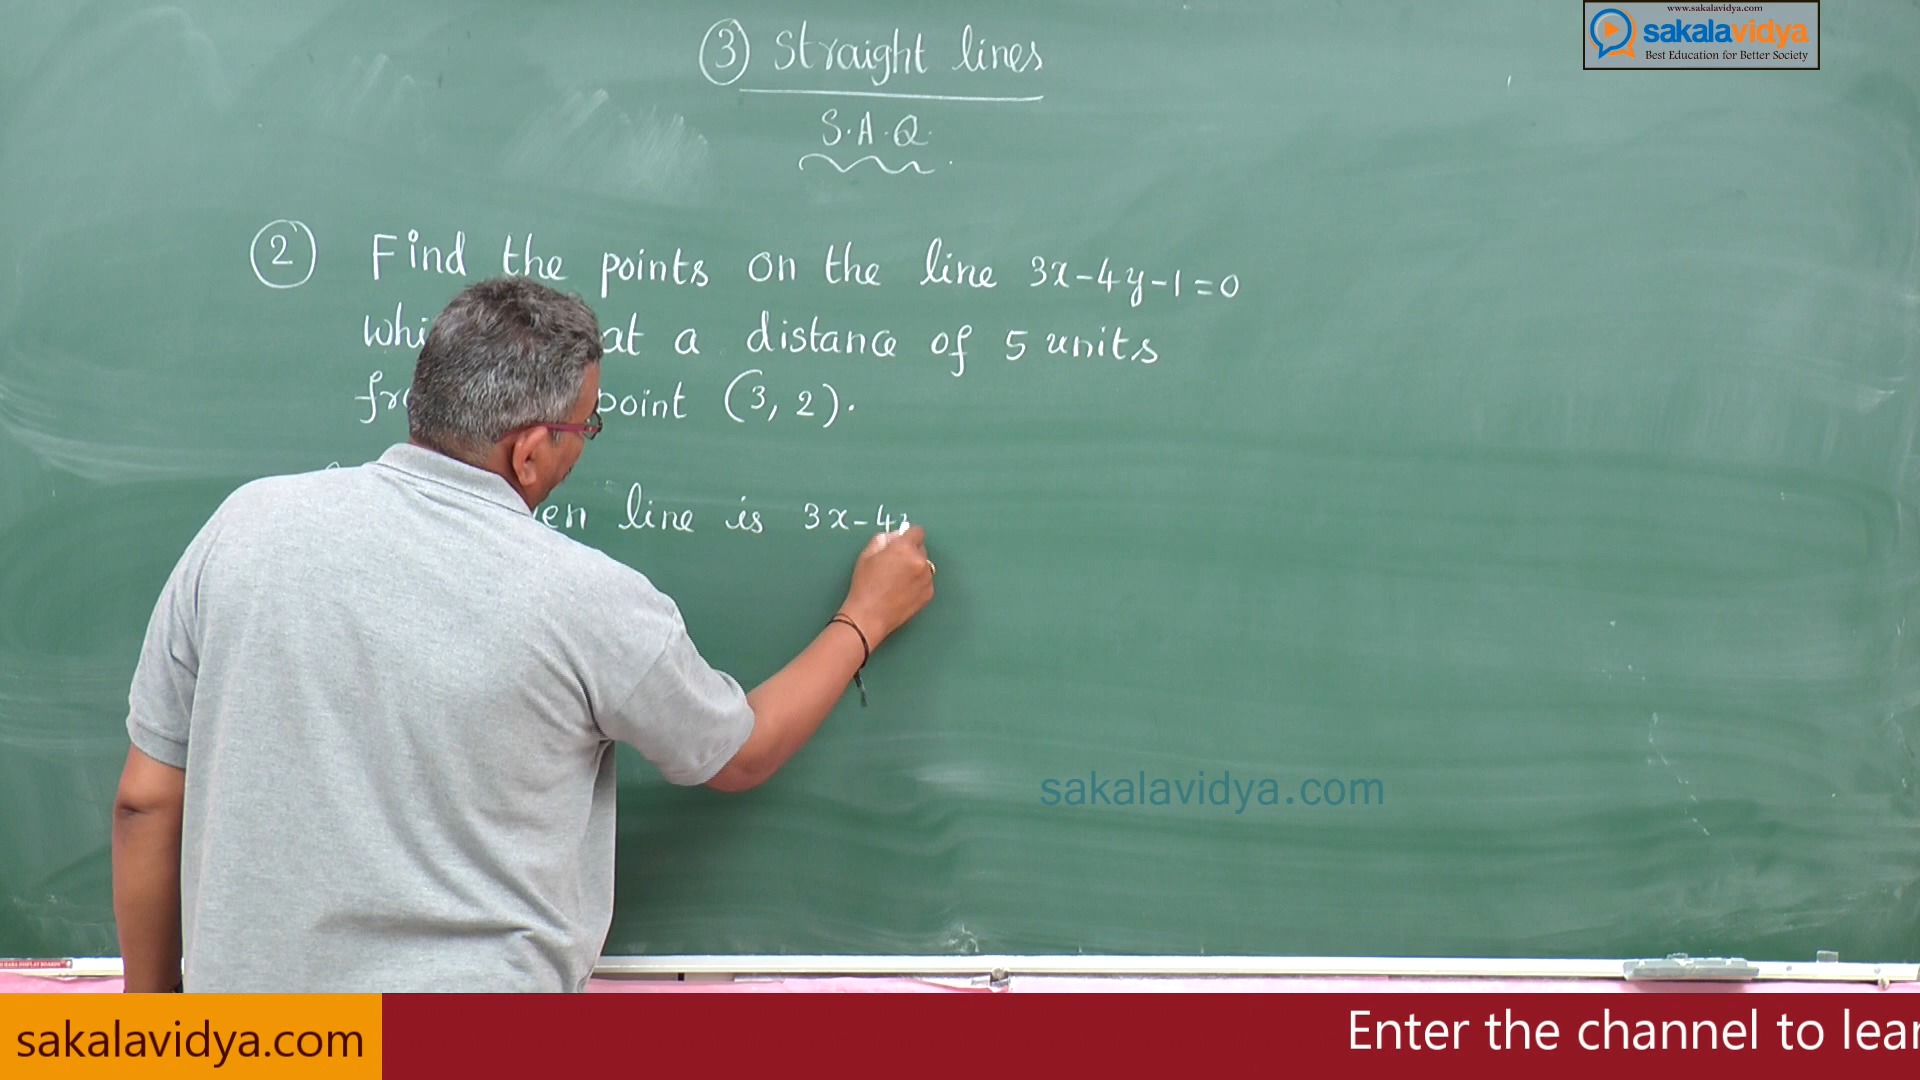 www.sakalavidya.com
sakalavidya
Best Education for Better Society
③ Straight lines
S.A.Q.
② Find the points on the line 3x-4y-1=0
at a distance of 5 units
point (3, 2).
line is 3x-4
sakalavidya.com
sakalavidya.com
Enter the channel to lear